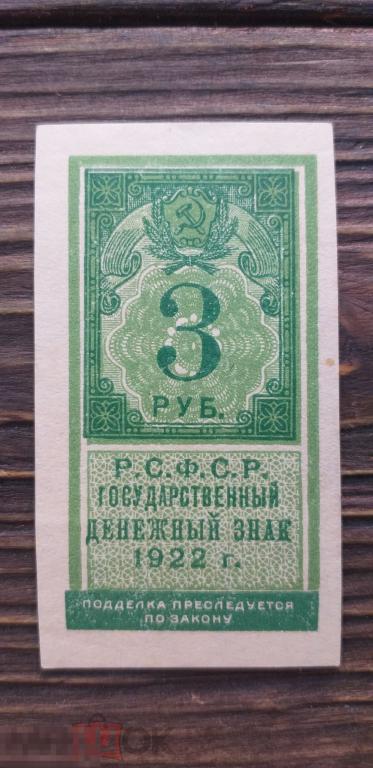 3
РУБ.
Р.С.Ф.С.Р.
ГОСУДАРСТВЕННЫЙ
ДЕНЕЖНЫЙ ЗНАК
1922 г.
ПОДДЕЛКА ПРЕСЛЕДУЕТСЯ
ПО ЗАКОНУ